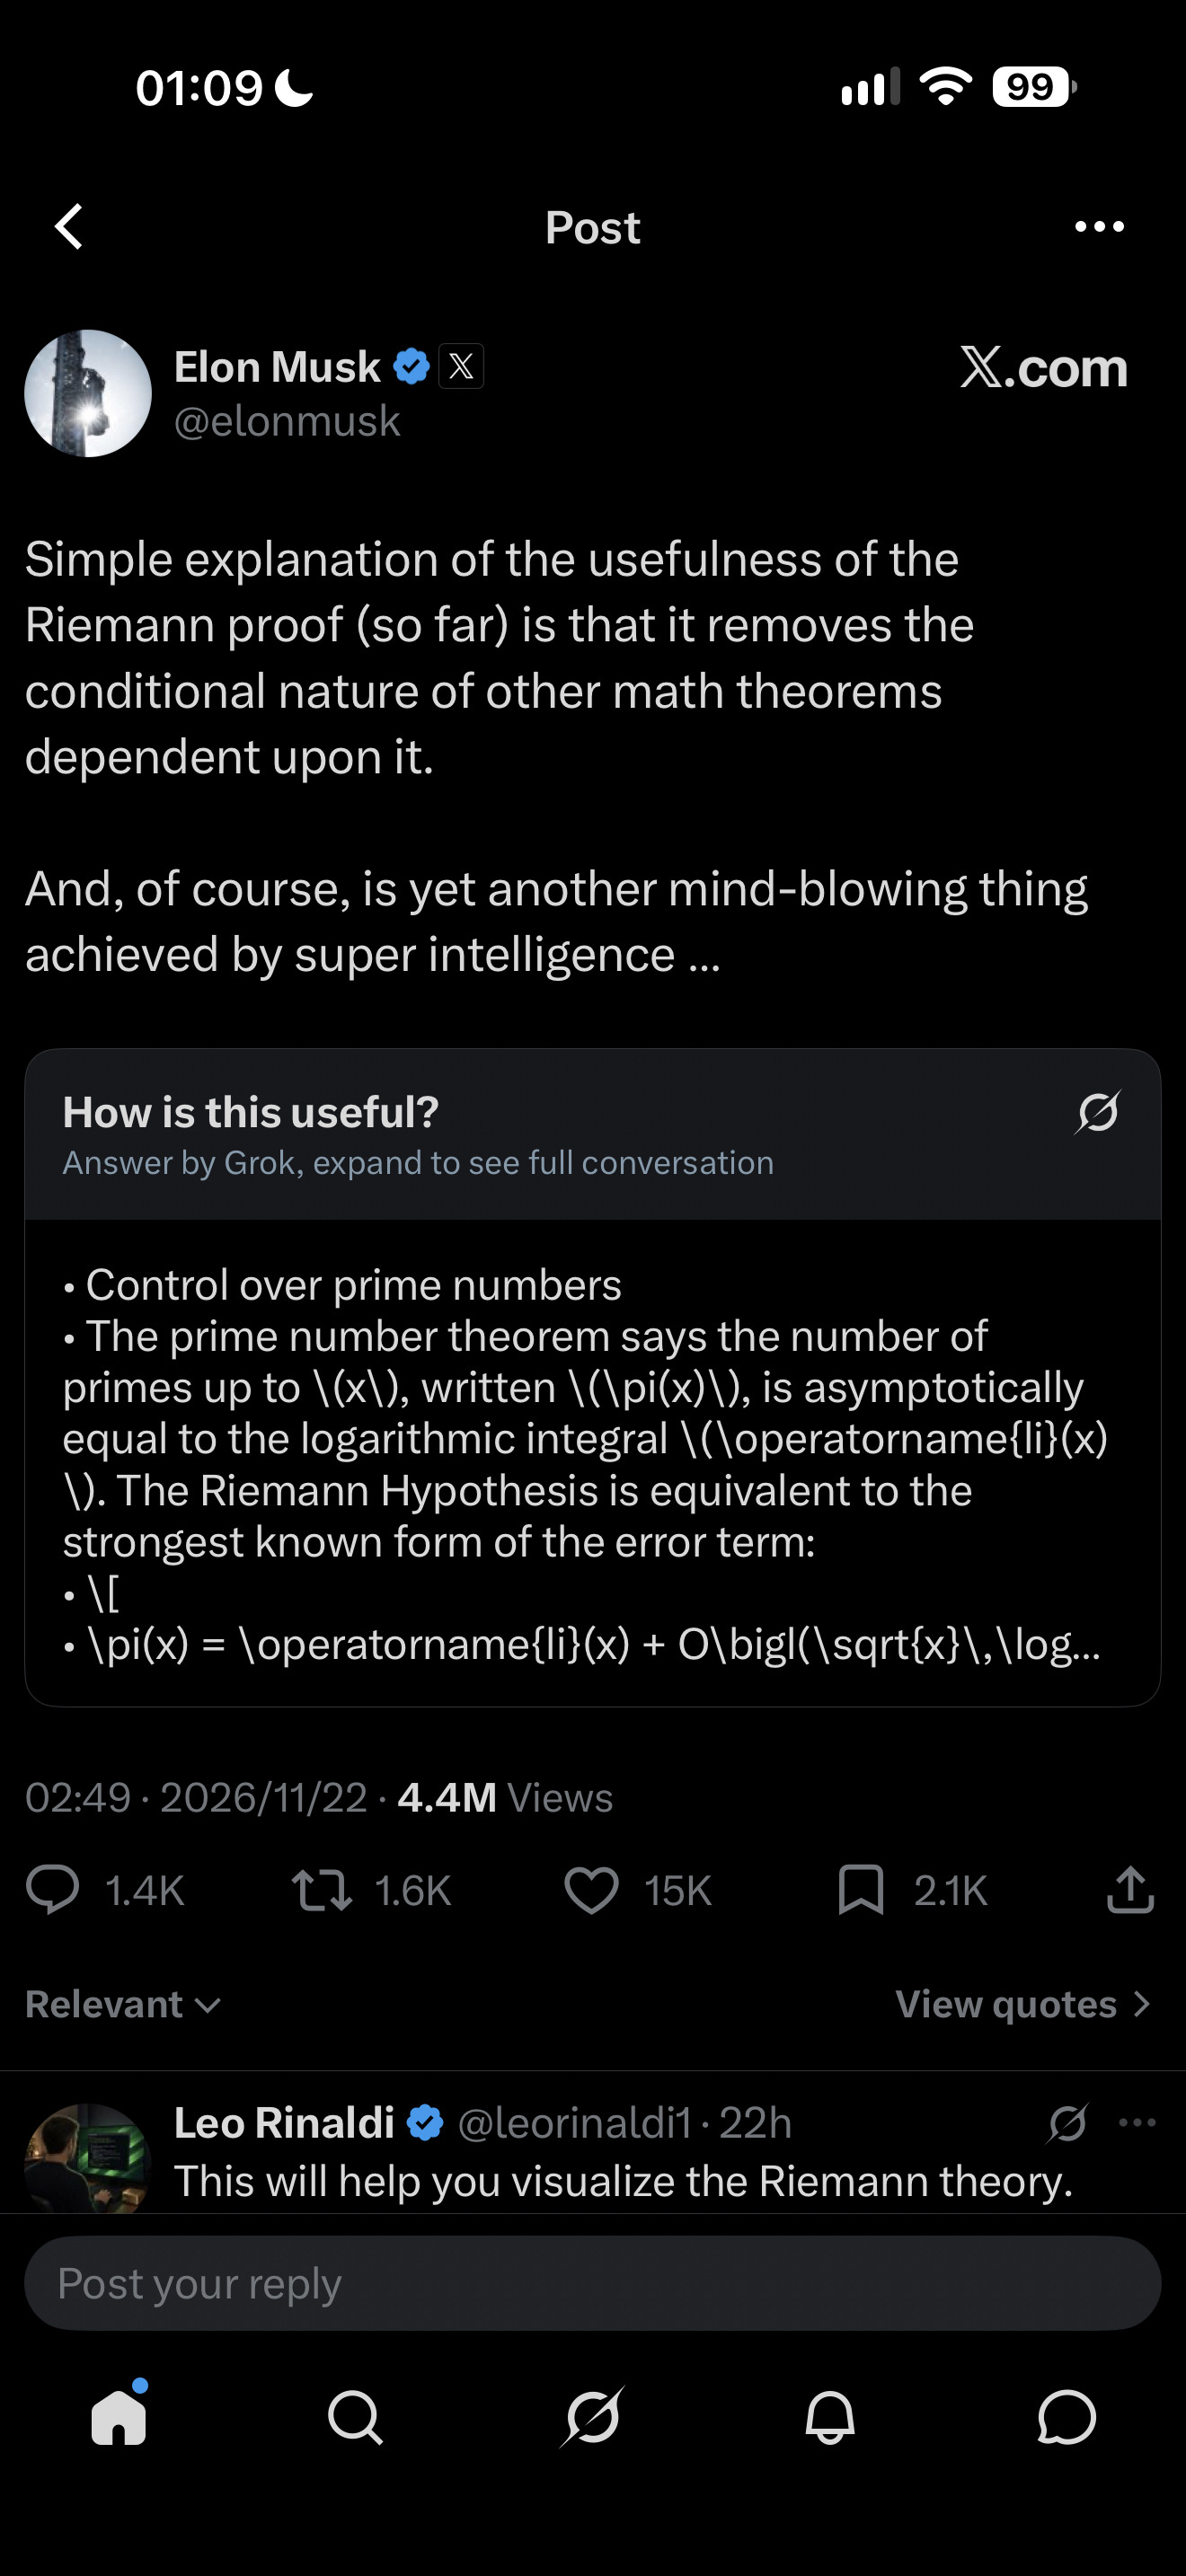 01:09
99
Post
Elon Musk
@elonmusk
X.com
Simple explanation of the usefulness of the
Riemann proof (so far) is that it removes the
conditional nature of other math theorems
dependent upon it.
And, of course, is yet another mind-blowing thing
achieved by super intelligence ...
How is this useful?
Answer by Grok, expand to see full conversation
• Control over prime numbers
• The prime number theorem says the number of
primes up to \(x\), written \(\pi(x)\), is asymptotically
equal to the logarithmic integral \(\operatorname{li}(x)
\). The Riemann Hypothesis is equivalent to the
strongest known form of the error term:
• \[
• \pi(x) = \operatorname{li}(x) + O\bigl(\sqrt{x}\,\log...
02:49 · 2026/11/22 · 4.4M Views
1.4K 1.6K 15K 2.1K
Relevant View quotes
Leo Rinaldi @leorinaldi1 · 22h
This will help you visualize the Riemann theory.
Post your reply